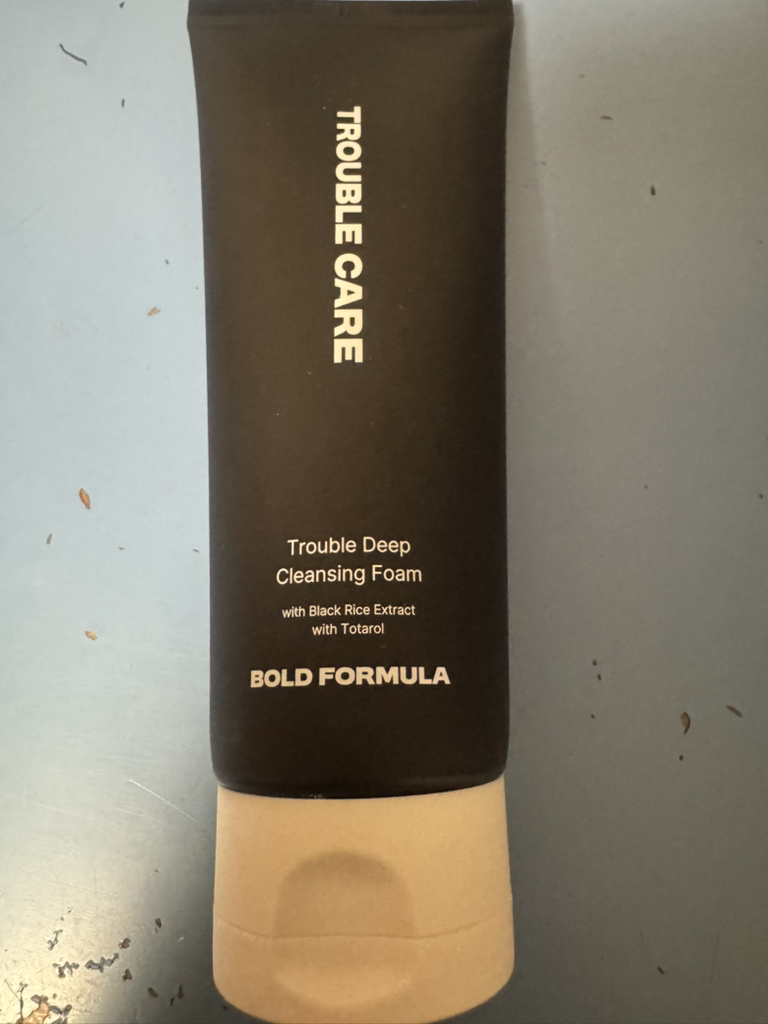 TROUBLE CARE
Trouble Deep
Cleansing Foam
with Black Rice Extract
with Totarol
BOLD FORMULA